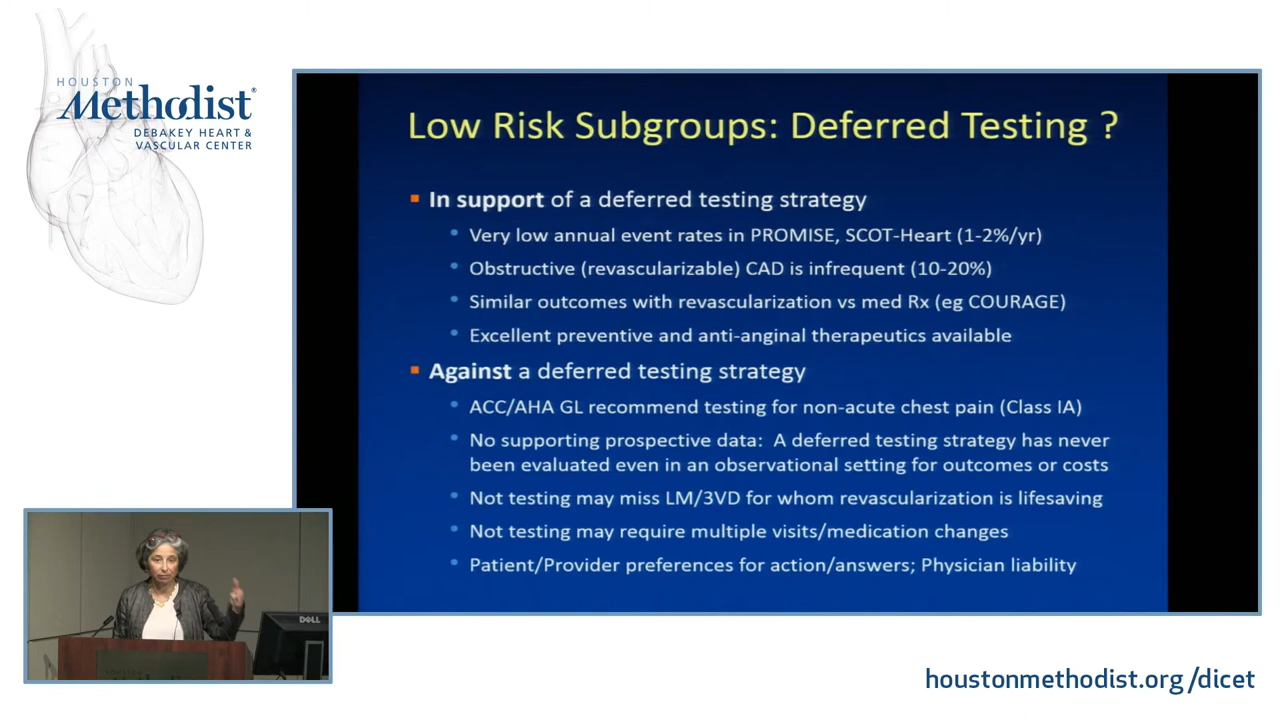 HOUSTON
Methodist®
DEBAKEY HEART &
VASCULAR CENTER
Low Risk Subgroups: Deferred Testing ?
In support of a deferred testing strategy
Very low annual event rates in PROMISE, SCOT-Heart (1-2%/yr)
Obstructive (revascularizable) CAD is infrequent (10-20%)
Similar outcomes with revascularization vs med Rx (eg COURAGE)
Excellent preventive and anti-anginal therapeutics available
Against a deferred testing strategy
ACC/AHA GL recommend testing for non-acute chest pain (Class IA)
No supporting prospective data: A deferred testing strategy has never
been evaluated even in an observational setting for outcomes or costs
Not testing may miss LM/3VD for whom revascularization is lifesaving
Not testing may require multiple visits/medication changes
Patient/Provider preferences for action/answers; Physician liability
DELL
houstonmethodist.org/dicet